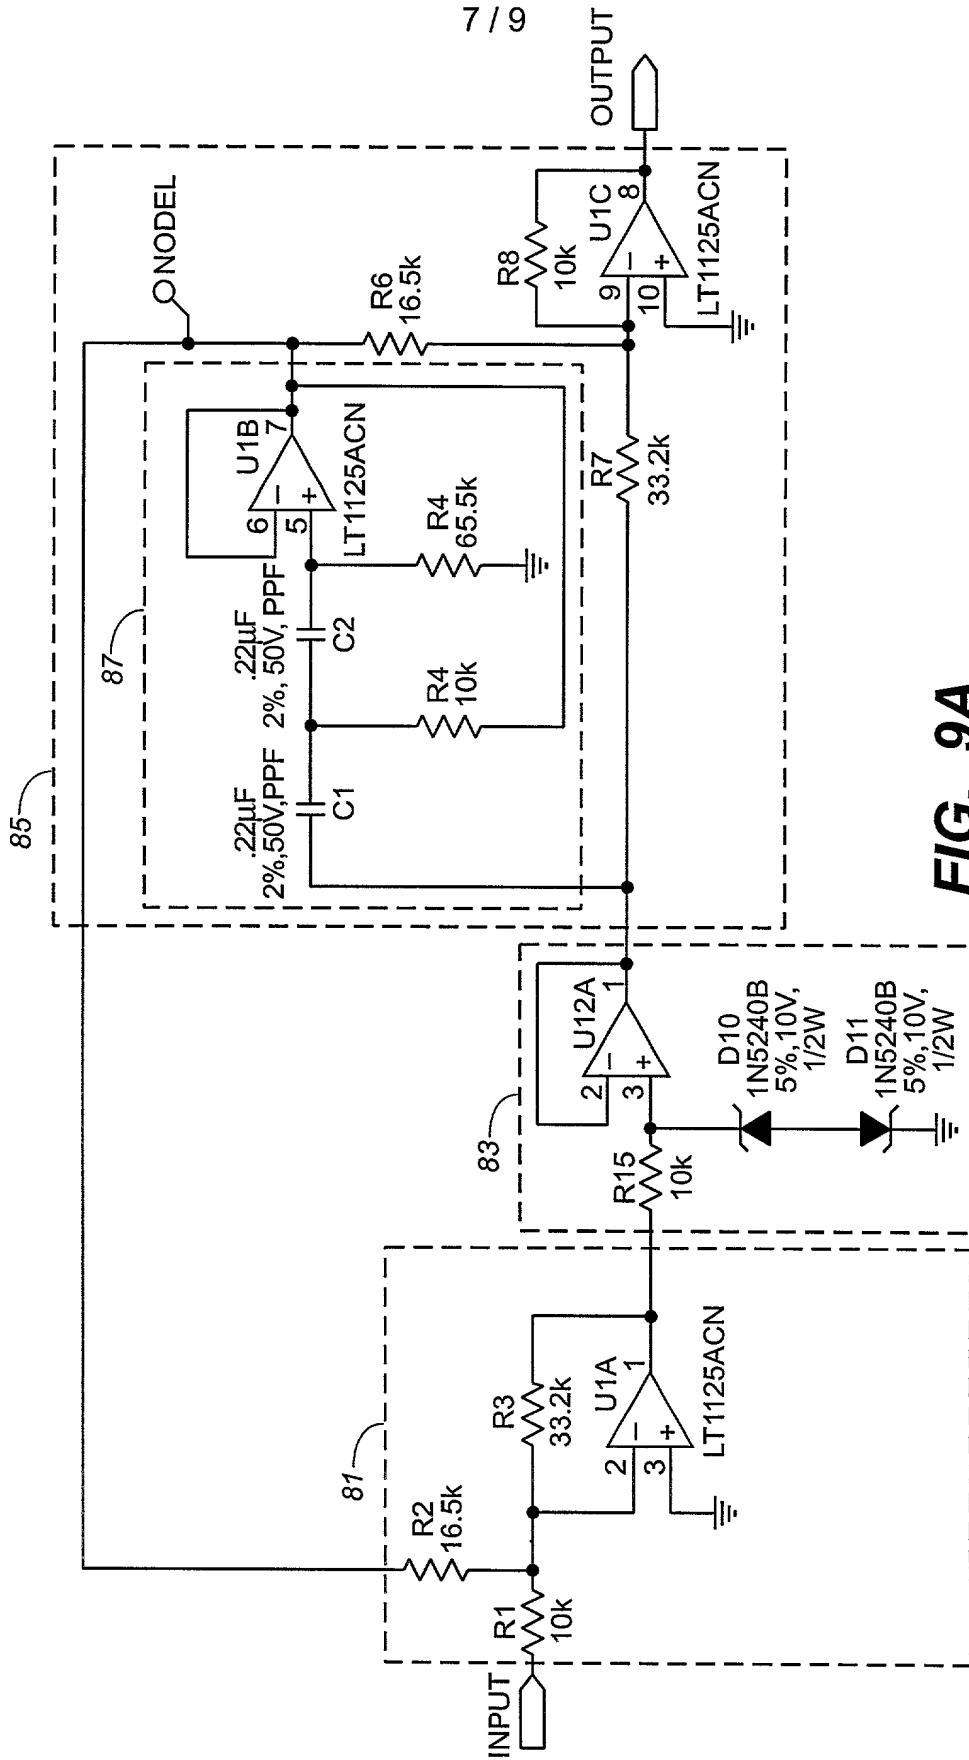 7 / 9
85
87
NODEL
.22µF
2%,50V,PPF
C1
.22µF
2%, 50V, PPF
C2
R4
10k
R4
65.5k
6
5
7
U1B
LT1125ACN
R6
16.5k
R7
33.2k
R8
10k
9
10
8
U1C
LT1125ACN
OUTPUT
83
R15
10k
2
3
1
U12A
D10
1N5240B
5%,10V,
1/2W
D11
1N5240B
5%,10V,
1/2W
81
INPUT
R1
10k
R2
16.5k
R3
33.2k
2
3
1
U1A
LT1125ACN
FIG. 9A